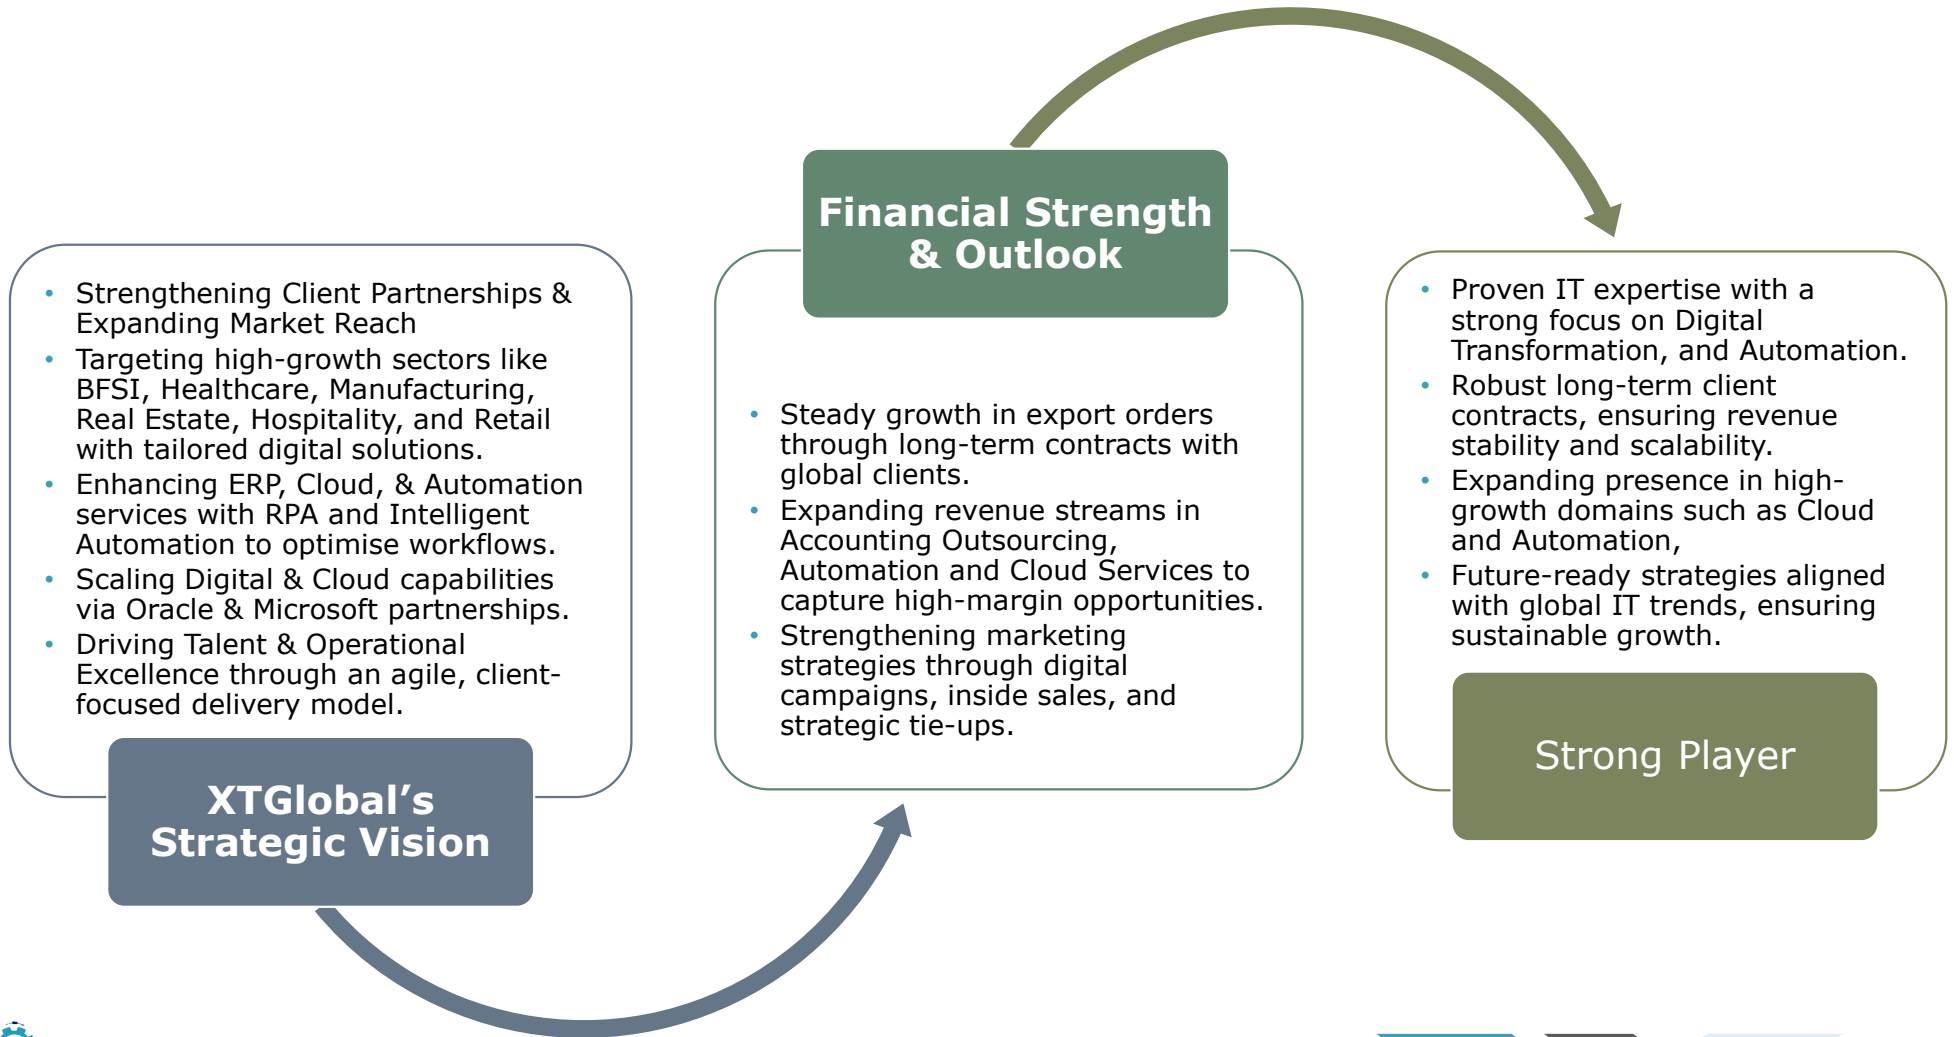 • Strengthening Client Partnerships &
Expanding Market Reach
• Targeting high-growth sectors like
BFSI, Healthcare, Manufacturing,
Real Estate, Hospitality, and Retail
with tailored digital solutions.
• Enhancing ERP, Cloud, & Automation
services with RPA and Intelligent
Automation to optimise workflows.
• Scaling Digital & Cloud capabilities
via Oracle & Microsoft partnerships.
• Driving Talent & Operational
Excellence through an agile, client-
focused delivery model.
XTGlobal’s
Strategic Vision
Financial Strength
& Outlook
• Steady growth in export orders
through long-term contracts with
global clients.
• Expanding revenue streams in
Accounting Outsourcing,
Automation and Cloud Services to
capture high-margin opportunities.
• Strengthening marketing
strategies through digital
campaigns, inside sales, and
strategic tie-ups.
• Proven IT expertise with a
strong focus on Digital
Transformation, and Automation.
• Robust long-term client
contracts, ensuring revenue
stability and scalability.
• Expanding presence in high-
growth domains such as Cloud
and Automation,
• Future-ready strategies aligned
with global IT trends, ensuring
sustainable growth.
Strong Player